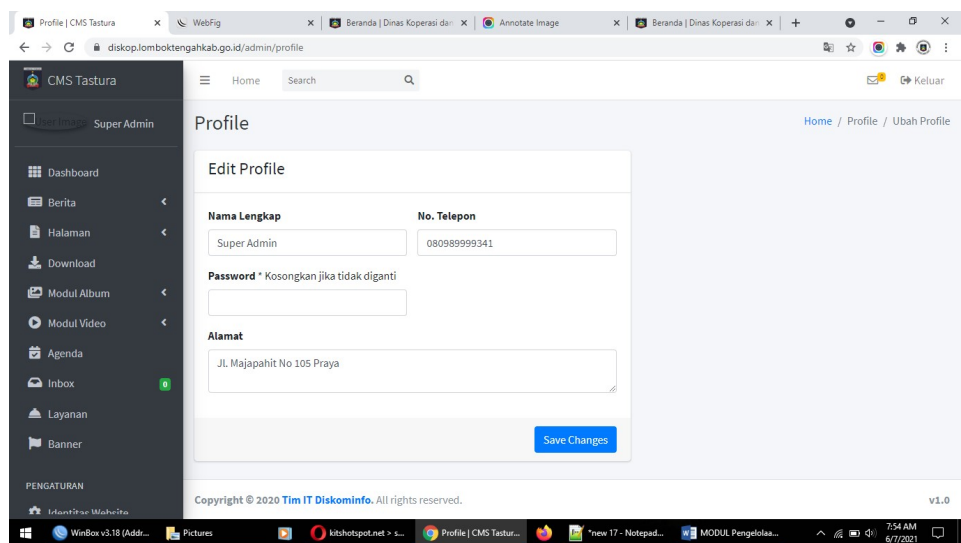 Profile | CMS Tastura
WebFig
Beranda | Dinas Koperasi dan
Annotate Image
Beranda | Dinas Koperasi dan
diskop.lomboktengahkab.go.id/admin/profile
CMS Tastura
Home
Search
Keluar
User Image
Super Admin
Profile
Home / Profile / Ubah Profile
Dashboard
Berita
Halaman
Download
Modul Album
Modul Video
Agenda
Inbox 0
Layanan
Banner
PENGATURAN
Identitas Website
Edit Profile
Nama Lengkap
No. Telepon
Super Admin
080989999341
Password * Kosongkan jika tidak diganti
Alamat
Jl. Majapahit No 105 Praya
Save Changes
Copyright © 2020 Tim IT Diskominfo. All rights reserved.
v1.0
WinBox v3.18 (Addr...
Pictures
kitshotspot.net > s...
Profile | CMS Tastur...
*new 17 - Notepad...
MODUL Pengelolaa...
7:54 AM
6/7/2021